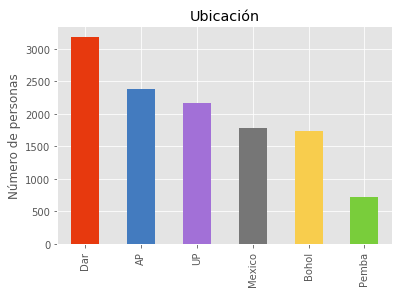 Ubicación
Número de personas
3000
2500
2000
1500
1000
500
0
Dar
AP
UP
Mexico
Bohol
Pemba